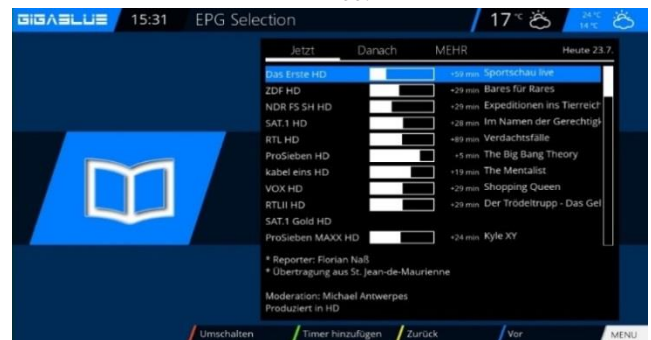 GIGABLUE 15:31 EPG Selection 17 °C 24 °C 14 °C
Jetzt Danach MEHR Heute 23.7.
Das Erste HD +59 min Sportschau live
ZDF HD +29 min Bares für Rares
NDR FS SH HD +29 min Expeditionen ins Tierreich
SAT.1 HD +28 min Im Namen der Gerechtigk
RTL HD +89 min Verdachtsfälle
ProSieben HD +5 min The Big Bang Theory
kabel eins HD +19 min The Mentalist
VOX HD +29 min Shopping Queen
RTLII HD +29 min Der Trödeltrupp - Das Gel
SAT.1 Gold HD
ProSieben MAXX HD +24 min Kyle XY
* Reporter: Florian Naß
* Übertragung aus St. Jean-de-Maurienne
Moderation: Michael Antwerpes
Produziert in HD
Umschalten Timer hinzufügen Zurück Vor MENU